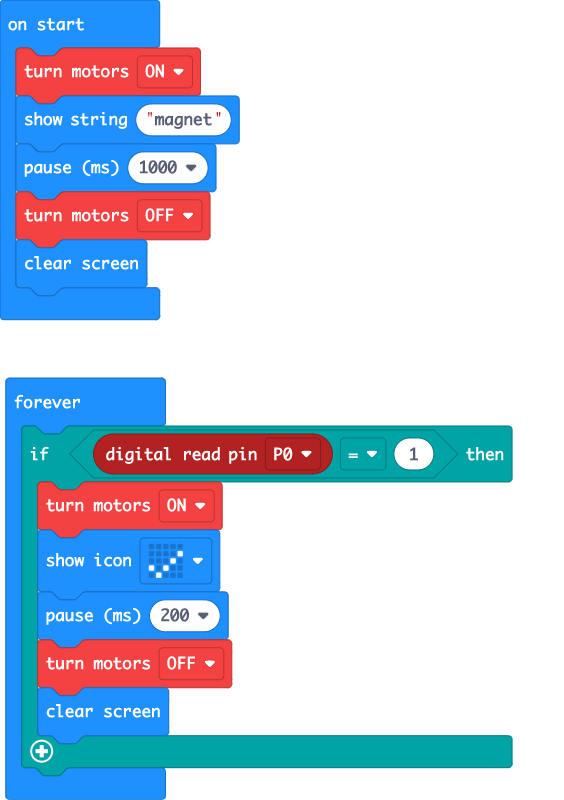 on start
turn motors ON
show string "magnet"
pause (ms) 1000
turn motors OFF
clear screen
forever
if digital read pin P0 = 1 then
turn motors ON
show icon
pause (ms) 200
turn motors OFF
clear screen